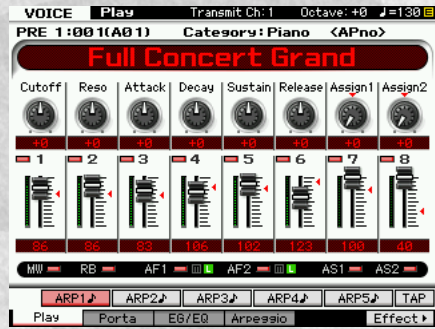 VOICE Play Transmit Ch:1 Octave:+0 ♩=130 E
PRE 1:001(A01) Category:Piano <APno>
Full Concert Grand
Cutoff Reso Attack Decay Sustain Release Assign1 Assign2
+0 +0 +0 +0 +0 +0 +0 +0
1 2 3 4 5 6 7 8
86 86 83 106 102 123 100 40
MW RB AF1 m L AF2 m L AS1 AS2
ARP1♪ ARP2♪ ARP3♪ ARP4♪ ARP5♪ TAP
Play Porta EG/EQ Arpeggio Effect